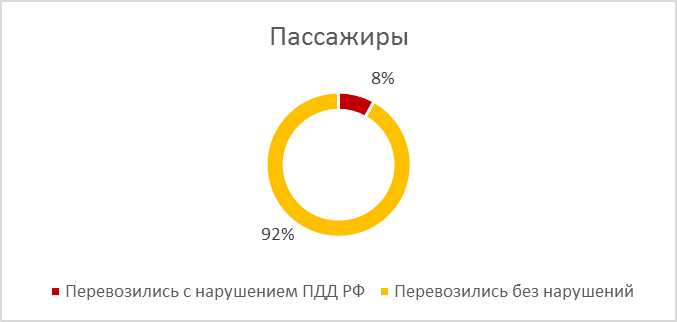 Пассажиры
8%
92%
Перевозились с нарушением ПДД РФ
Перевозились без нарушений